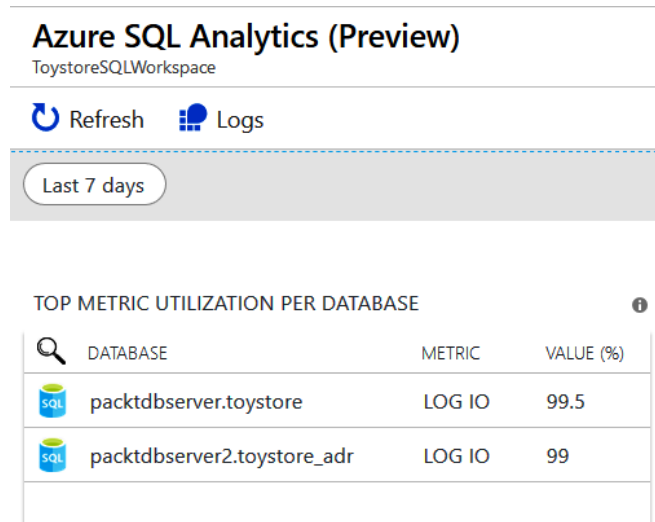 Azure SQL Analytics (Preview)
ToystoreSQLWorkspace
Refresh Logs
Last 7 days
TOP METRIC UTILIZATION PER DATABASE
DATABASE METRIC VALUE (%)
SQL packtdbserver.toystore LOG IO 99.5
SQL packtdbserver2.toystore_adr LOG IO 99